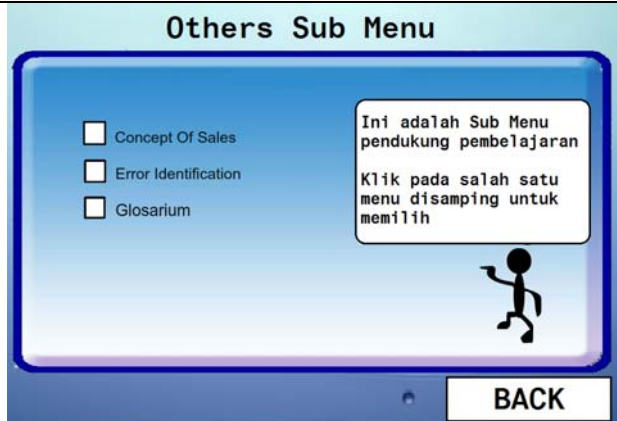 Others Sub Menu
Concept Of Sales
Error Identification
Glosarium
Ini adalah Sub Menu
pendukung pembelajaran
Klik pada salah satu
menu disamping untuk
memilih
BACK